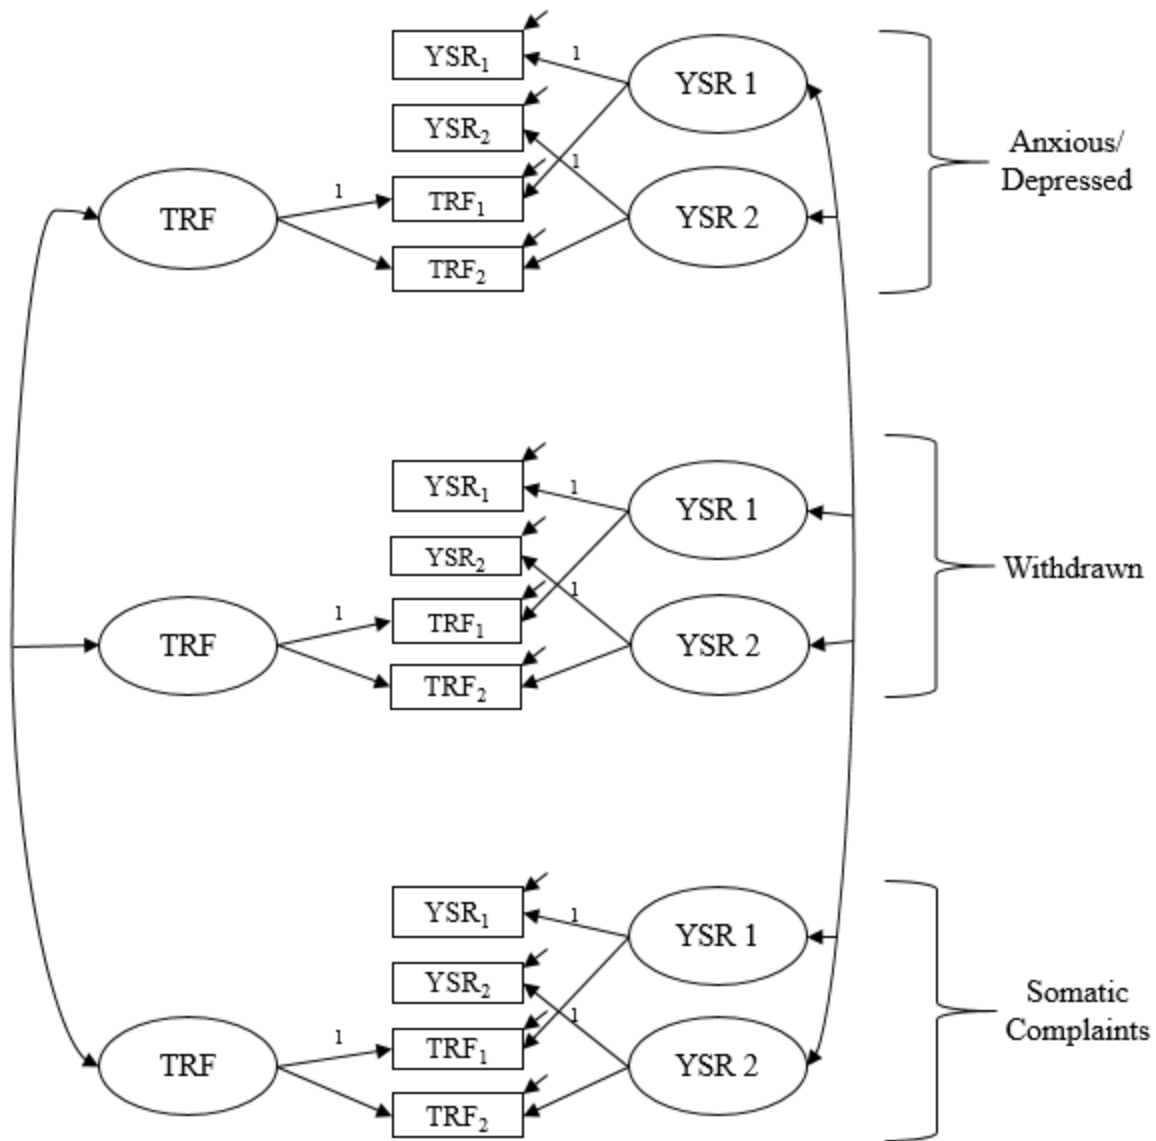 YSR₁
1
YSR 1
YSR₂
1
TRF
1
TRF₁
YSR 2
TRF₂
Anxious/
Depressed
YSR₁
1
YSR 1
YSR₂
1
TRF
1
TRF₁
YSR 2
TRF₂
Withdrawn
YSR₁
1
YSR 1
YSR₂
1
TRF
1
TRF₁
YSR 2
TRF₂
Somatic
Complaints